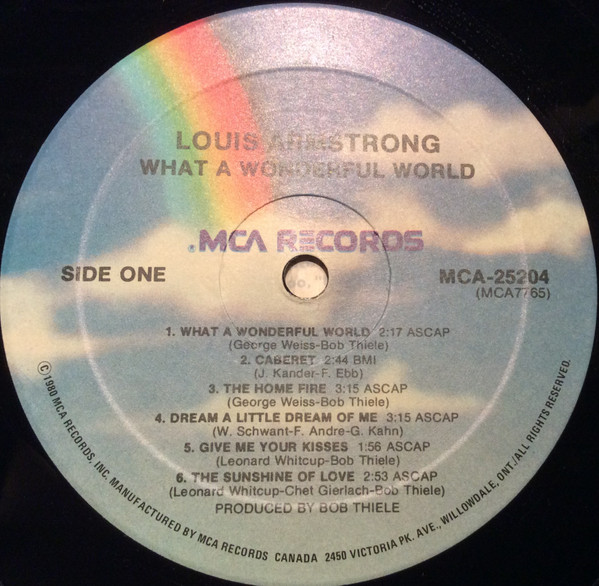 LOUIS ARMSTRONG
WHAT A WONDERFUL WORLD
®MCA RECORDS
SIDE ONE
MCA-25204
(MCA7765)
1. WHAT A WONDERFUL WORLD 2:17 ASCAP
(George Weiss-Bob Thiele)
2. CABERET 2:44 BMI
(J. Kander-F. Ebb)
3. THE HOME FIRE 3:15 ASCAP
(George Weiss-Bob Thiele)
4. DREAM A LITTLE DREAM OF ME 3:15 ASCAP
(W. Schwant-F. Andre-G. Kahn)
5. GIVE ME YOUR KISSES 1:56 ASCAP
(Leonard Whitcup-Bob Thiele)
6. THE SUNSHINE OF LOVE 2:53 ASCAP
(Leonard Whitcup-Chet Gierlach-Bob Thiele)
PRODUCED BY BOB THIELE
©1980 MCA RECORDS, INC. MANUFACTURED BY MCA RECORDS CANADA 2450 VICTORIA PK. AVE., WILLOWDALE, ONT./ALL RIGHTS RESERVED.